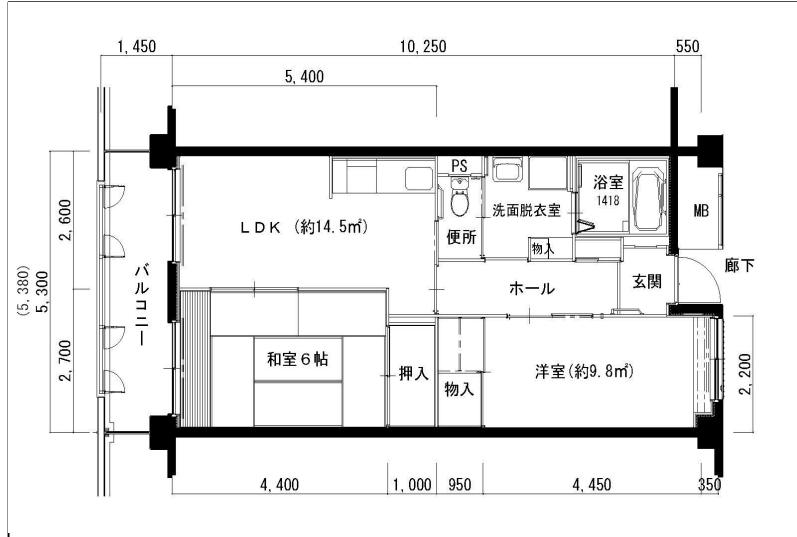 1,450
10,250
550
5,400
PS
浴室
1418
洗面脱衣室
MB
LDK (約14.5㎡)
便所
2,600
物入
廊下
(5,380)
5,300
バルコニー
ホール
玄関
2,700
和室6帖
押入
物入
洋室(約9.8㎡)
2,200
4,400
1,000
950
4,450
350